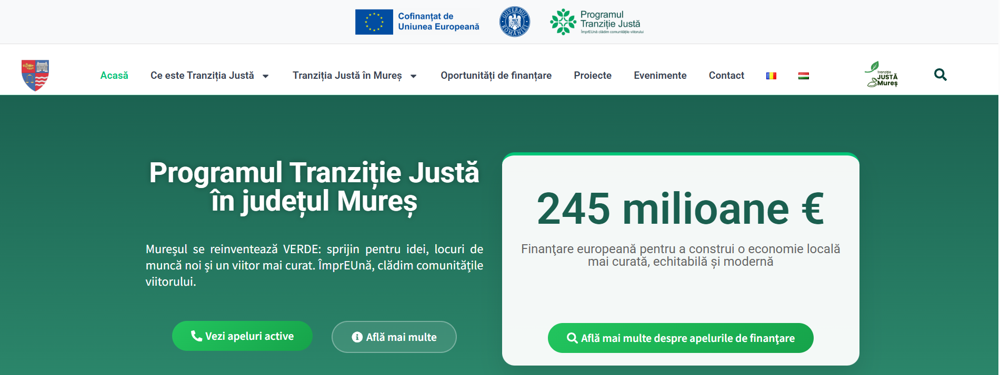 Cofinanțat de
Uniunea Europeană
GUVERNUL
ROMÂNIEI
Programul
Tranziție Justă
ÎmprEUnă clădim comunitățile viitorului
Acasă
Ce este Tranziția Justă
Tranziția Justă în Mureș
Oportunități de finanțare
Proiecte
Evenimente
Contact
Tranziție
JUSTĂ
Mureș
Programul Tranziție Justă
în județul Mureș
Mureșul se reinventează VERDE: sprijin pentru idei, locuri de
muncă noi și un viitor mai curat. ÎmprEUnă, clădim comunitățile
viitorului.
Vezi apeluri active
Află mai multe
245 milioane €
Finanţare europeană pentru a construi o economie locală
mai curată, echitabilă și modernă
Află mai multe despre apelurile de finanţare